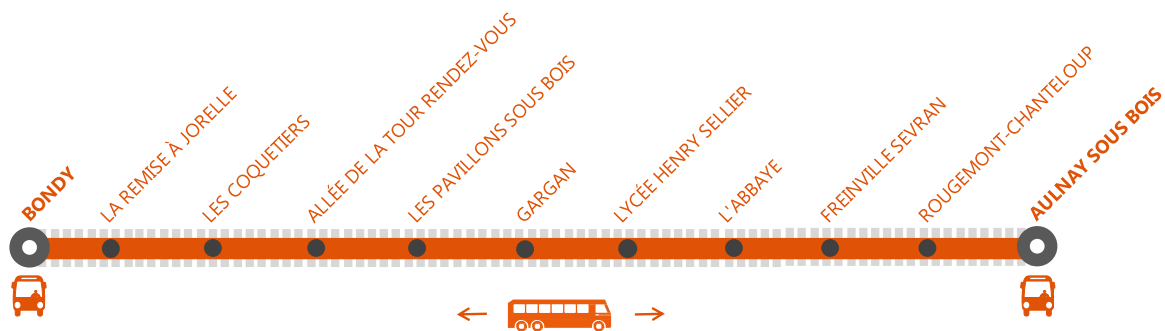 BONDY
LA REMISE À JORELLE
LES COQUETIERS
ALLÉE DE LA TOUR RENDEZ-VOUS
LES PAVILLONS SOUS BOIS
GARGAN
LYCÉE HENRY SELLIER
L'ABBAYE
FREINVILLE SEVRAN
ROUGEMONT-CHANTELOUP
AULNAY SOUS BOIS